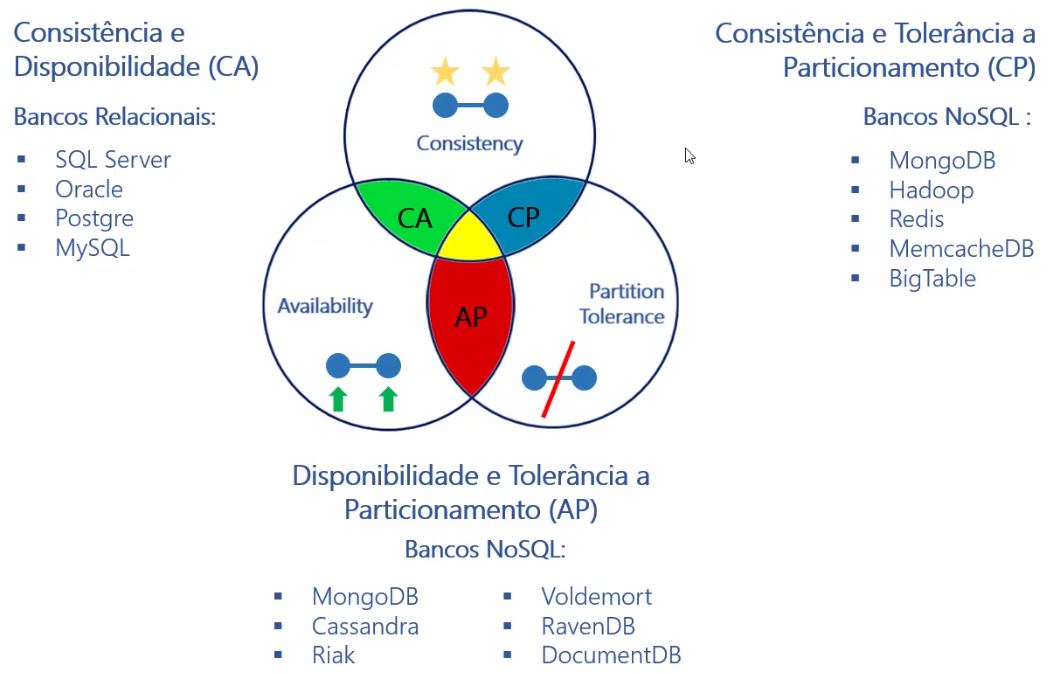 Consistência e
Disponibilidade (CA)
Bancos Relacionais:
SQL Server
Oracle
Postgre
MySQL
Consistency
CA
CP
Availability
Partition
Tolerance
AP
Consistência e Tolerância a
Particionamento (CP)
Bancos NoSQL :
MongoDB
Hadoop
Redis
MemcacheDB
BigTable
Disponibilidade e Tolerância a
Particionamento (AP)
Bancos NoSQL:
MongoDB
Cassandra
Riak
Voldemort
RavenDB
DocumentDB